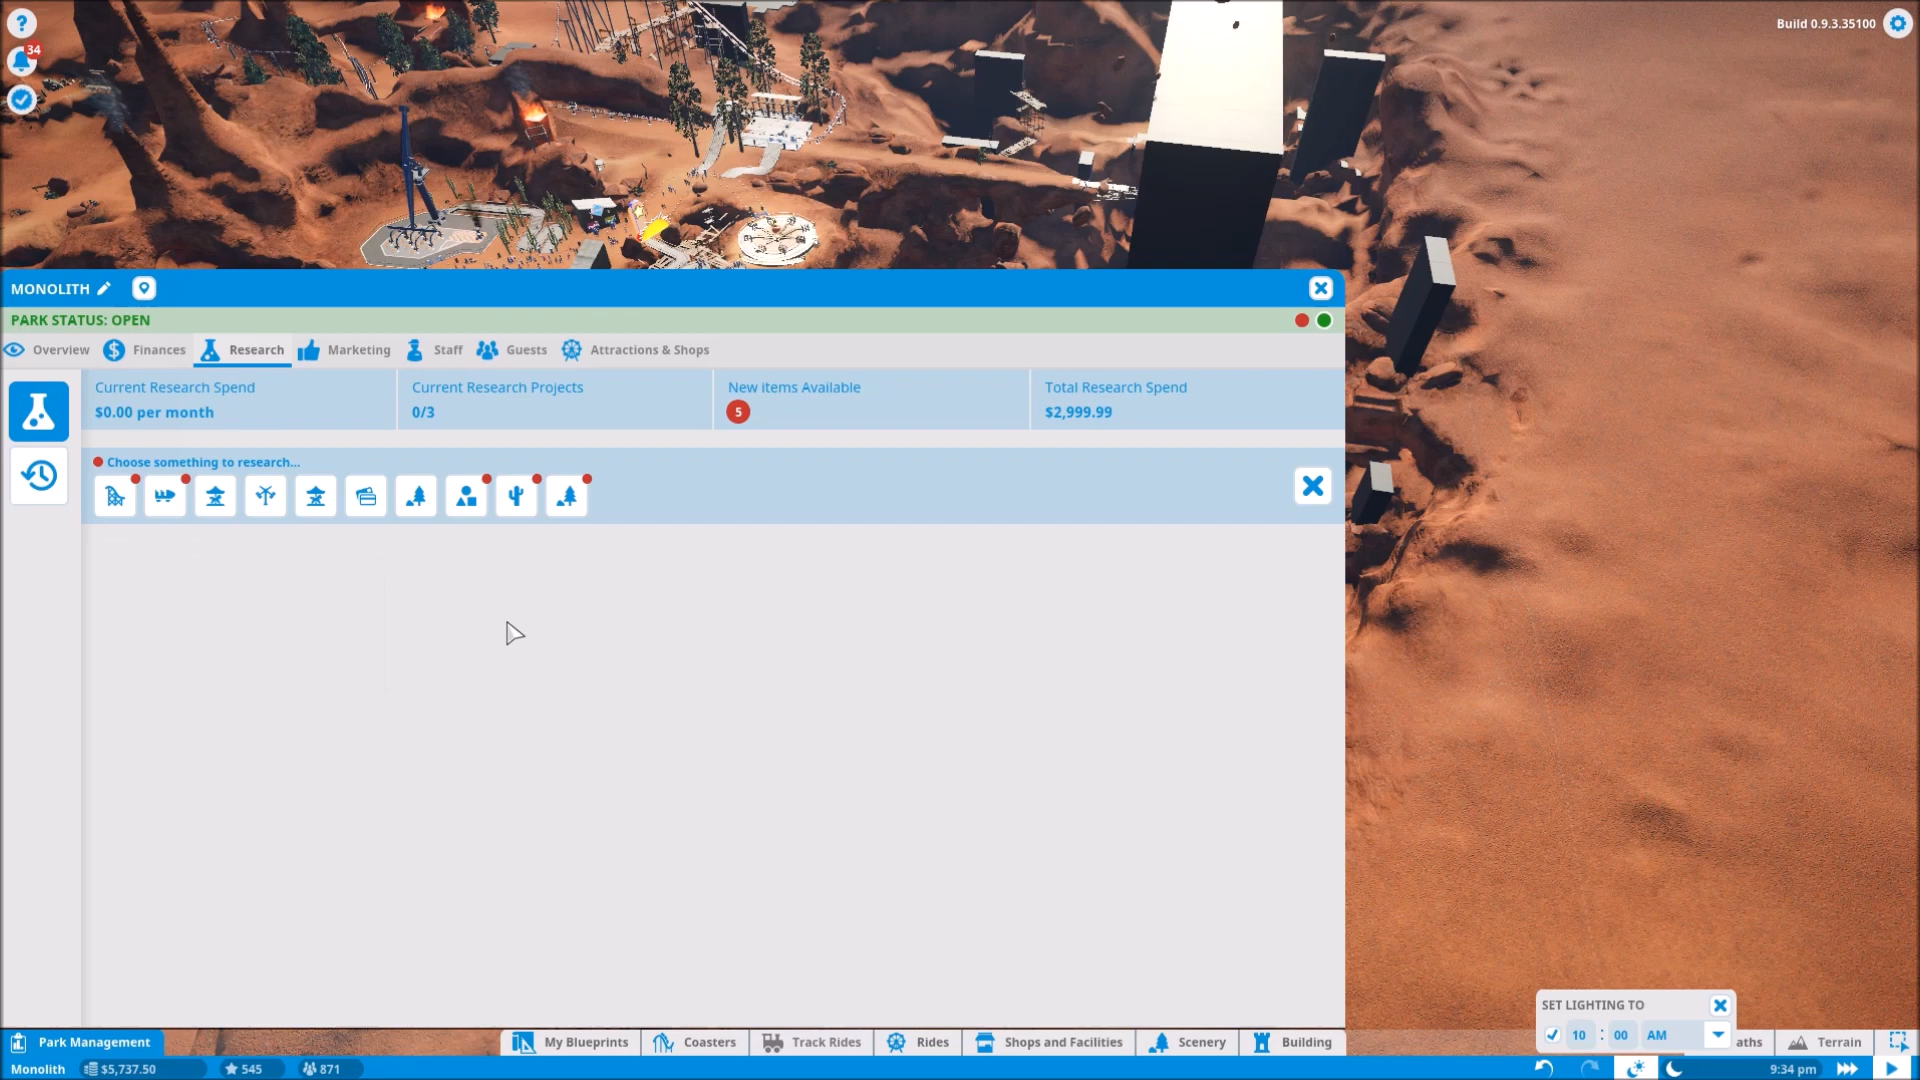 ?
Build 0.9.3.35100
34
MONOLITH
PARK STATUS: OPEN
Overview Finances Research Marketing Staff Guests Attractions & Shops
Current Research Spend
$0.00 per month
Current Research Projects
0/3
New items Available
5
Total Research Spend
$2,999.99
Choose something to research...
SET LIGHTING TO
10 : 00 AM
Park Management
My Blueprints Coasters Track Rides Rides Shops and Facilities Scenery Building aths Terrain
Monolith $5,737.50 545 871 9:34 pm